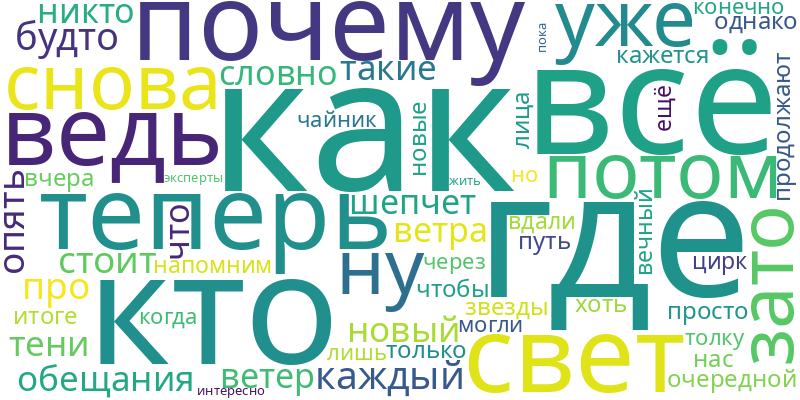 никто
почему
уже
конечно
однако
будто
пока
кажется
снова
словно
такие
как
всё
ещё
продолжают
ведь
чайник
новые
лица
потом
вчера
эксперты
жить
но
опять
теперь
что
шепчет
где
вдали
вечный
зато
ветра
путь
стоит
напомним
ну
через
цирк
про
кто
чтобы
звезды
хоть
просто
итоге
когда
новый
могли
свет
толку
тени
лишь
только
нас
обещания
ветер
каждый
очередной
интересно